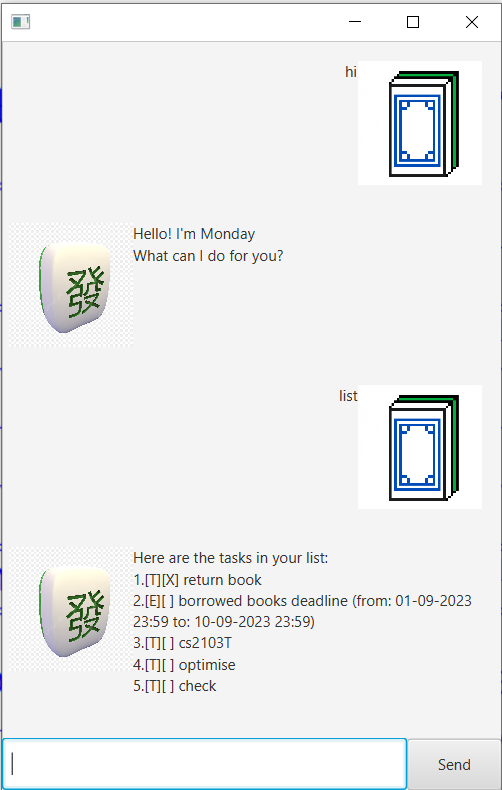 hi
Hello! I'm Monday
What can I do for you?
發
list
Here are the tasks in your list:
1.[T][X] return book
2.[E][ ] borrowed books deadline (from: 01-09-2023
23:59 to: 10-09-2023 23:59)
3.[T][ ] cs2103T
4.[T][ ] optimise
5.[T][ ] check
發
Send